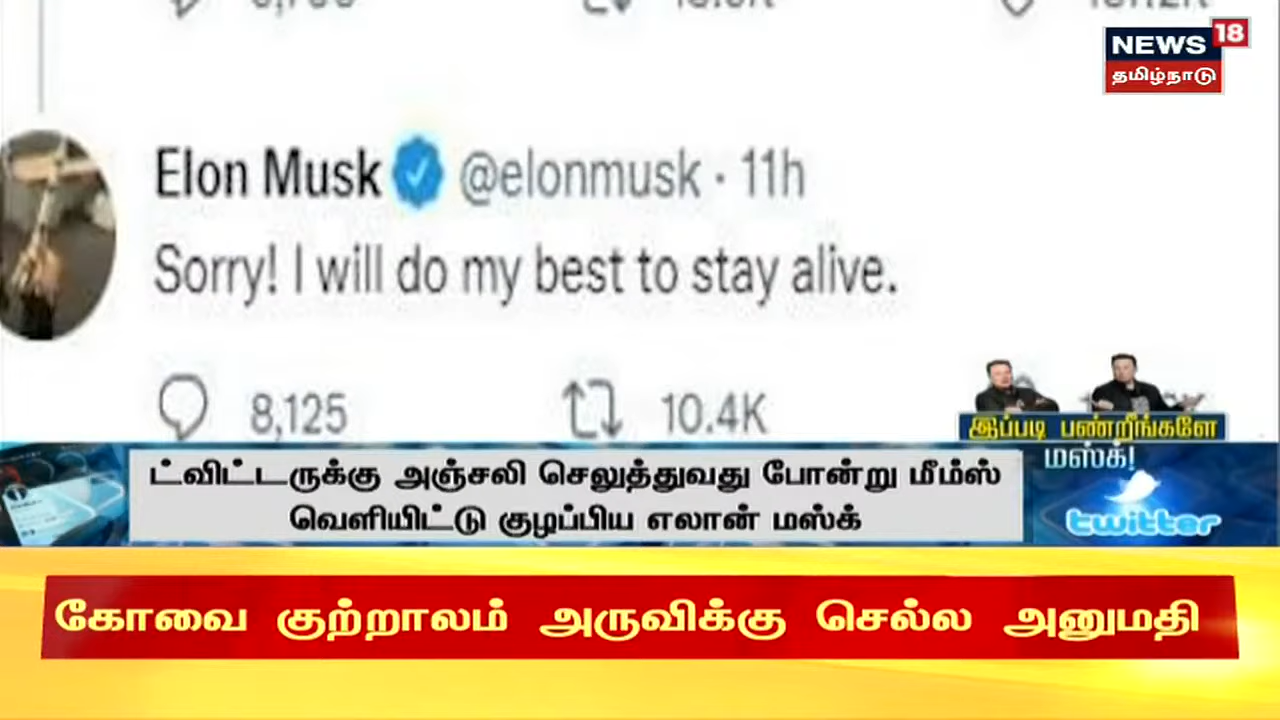 NEWS 18
தமிழ்நாடு
Elon Musk @elonmusk · 11h
Sorry! I will do my best to stay alive.
8,125 10.4K
இப்படி பண்றீங்களே
மஸ்க்!
ட்விட்டருக்கு அஞ்சலி செலுத்துவது போன்று மீம்ஸ்
வெளியிட்டு குழப்பிய எலான் மஸ்க்
twitter
கோவை குற்றாலம் அருவிக்கு செல்ல அனுமதி